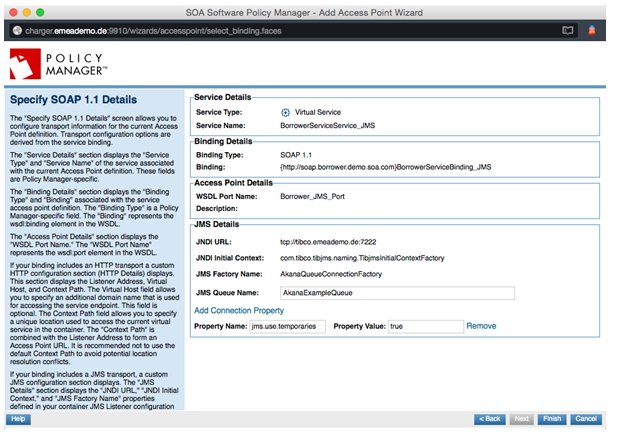 SOA Software Policy Manager - Add Access Point Wizard
charger.emeademo.de:9910/wizards/accesspoint/select_binding.faces
POLICY
MANAGER™
Specify SOAP 1.1 Details
The "Specify SOAP 1.1 Details" screen allows you to
configure transport information for the current Access
Point definition. Transport configuration options are
derived from the service binding.
The "Service Details" section displays the "Service
Type" and "Service Name" of the service associated
with the current Access Point definition. These fields
are Policy Manager-specific.
The "Binding Details" section displays the "Binding
Type" and "Binding" associated with the service
access point definition. The "Binding Type" is a Policy
Manager-specific field. The "Binding" represents the
wsdl:binding element in the WSDL.
The "Access Point Details" section displays the
"WSDL Port Name." The "WSDL Port Name"
represents the wsdl:port element in the WSDL.
If your binding includes an HTTP transport a custom
HTTP configuration section (HTTP Details) displays.
This section displays the Listener Address, Virtual
Host, and Context Path. The Virtual Host field allows
you to specify an additional domain name that is used
for accessing the service endpoint. This field is
optional. The Context Path field allows you to specify
a unique location used to access the current virtual
service in the container. The "Context Path" is
combined with the Listener Address to form an
Access Point URL. It is recommended not to use the
default Context Path to avoid potential location
resolution conflicts.
If your binding includes a JMS transport, a custom
JMS configuration section displays. The "JMS
Details" section displays the "JNDI URL," "JNDI Initial
Context," and "JMS Factory Name" properties
defined in your container JMS Listener configuration
Service Details
Service Type: Virtual Service
Service Name: BorrowerServiceService_JMS
Binding Details
Binding Type: SOAP 1.1
Binding: {http://soap.borrower.demo.soa.com}BorrowerServiceBinding_JMS
Access Point Details
WSDL Port Name: Borrower_JMS_Port
Description:
JMS Details
JNDI URL: tcp://tibco.emeademo.de:7222
JNDI Initial Context: com.tibco.tibjms.naming.TibjmsInitialContextFactory
JMS Factory Name: AkanaQueueConnectionFactory
JMS Queue Name: AkanaExampleQueue
Add Connection Property
Property Name: jms.use.temporaries Property Value: true Remove
Help < Back Next Finish Cancel